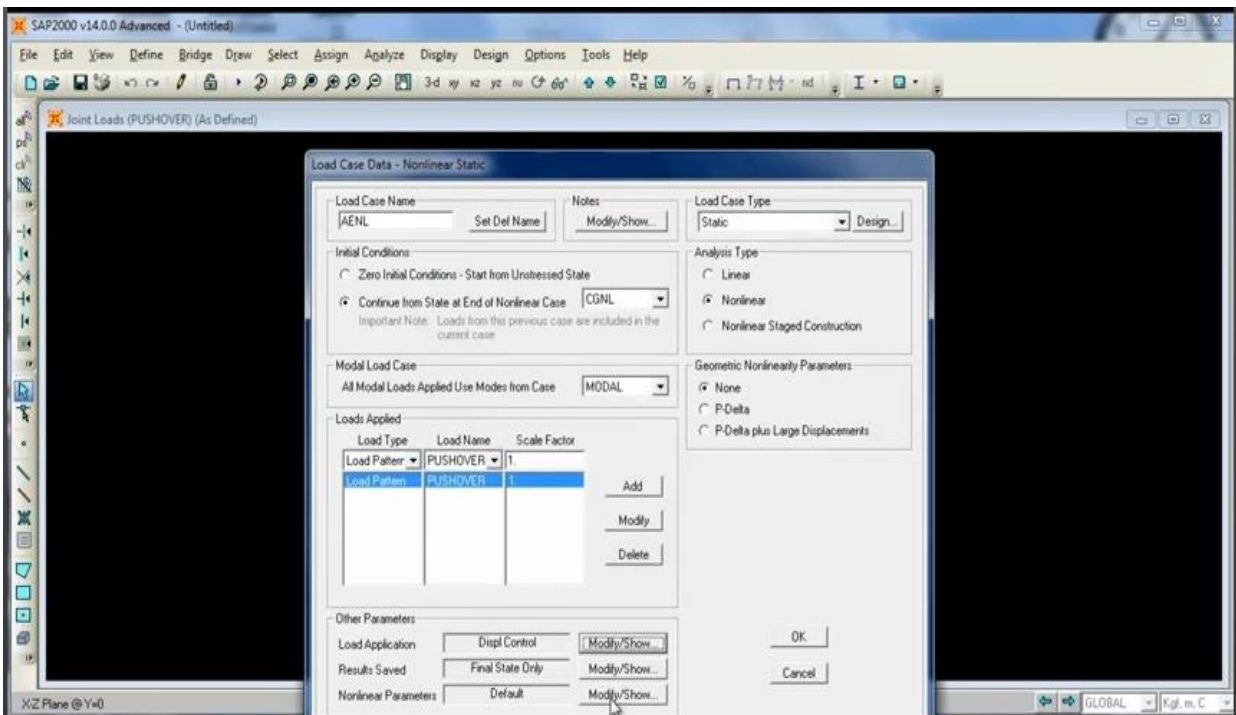 SAP2000 v14.0.0 Advanced - (Untitled)
File Edit View Define Bridge Draw Select Assign Analyze Display Design Options Tools Help
3-d xy xz yz nv
nd
Joint Loads (PUSHOVER) (As Defined)
Load Case Data - Nonlinear Static
Load Case Name
AENL
Set Def Name
Notes
Modify/Show...
Load Case Type
Static
Design...
Initial Conditions
Zero Initial Conditions - Start from Unstressed State
Continue from State at End of Nonlinear Case
CGNL
Important Note: Loads from this previous case are included in the
current case
Analysis Type
Linear
Nonlinear
Nonlinear Staged Construction
Modal Load Case
All Modal Loads Applied Use Modes from Case
MODAL
Geometric Nonlinearity Parameters
None
P-Delta
P-Delta plus Large Displacements
Loads Applied
Load Type Load Name Scale Factor
Load Pattern PUSHOVER 1.
Load Pattern PUSHOVER 1.
Add
Modify
Delete
Other Parameters
Load Application Displ Control Modify/Show...
Results Saved Final State Only Modify/Show...
Nonlinear Parameters Default Modify/Show...
OK
Cancel
X-Z Plane @ Y=0
GLOBAL
Kgf, m, C